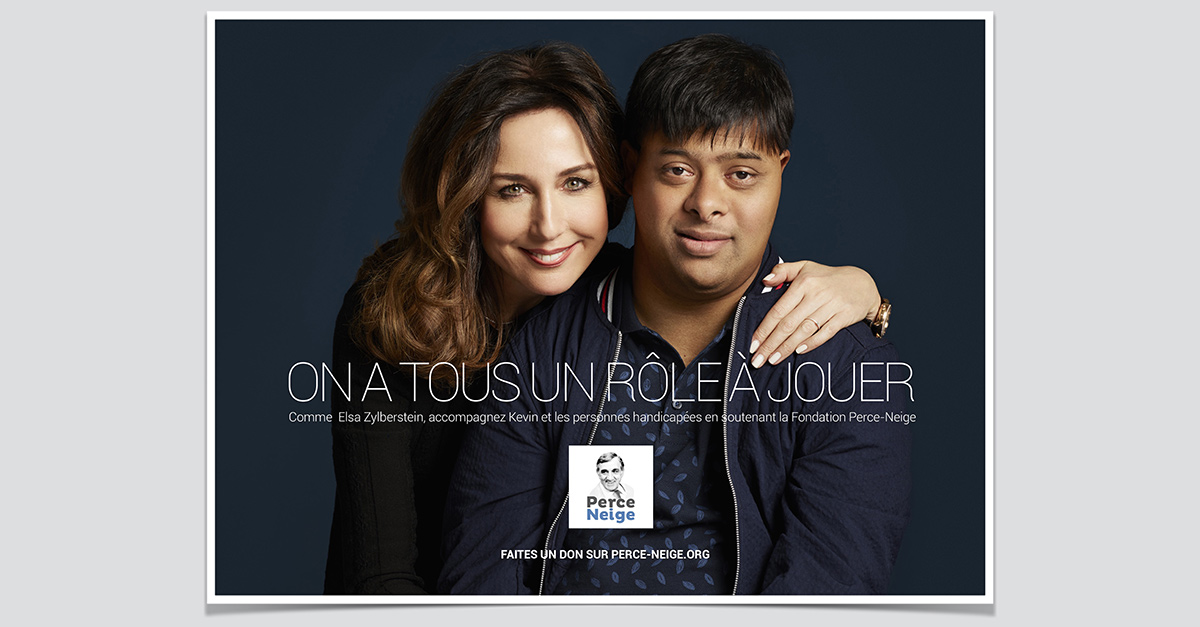 ON A TOUS UN RÔLE À JOUER
Comme Elsa Zylberstein, accompagnez Kevin et les personnes handicapées en soutenant la Fondation Perce-Neige
Perce
Neige
FAITES UN DON SUR PERCE-NEIGE.ORG